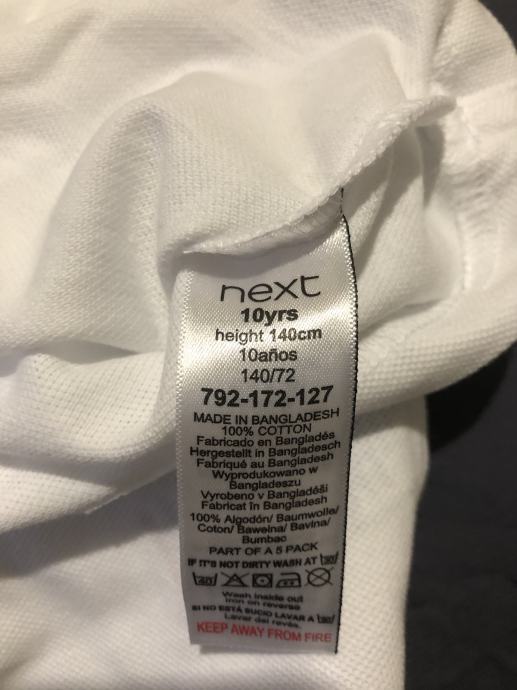 next
10yrs
height 140cm
10años
140/72
792-172-127
MADE IN BANGLADESH
100% COTTON
Fabricado en Bangladés
Hergestellt in Bangladesch
Fabriqué au Bangladesh
Wyprodukowano w
Bangladeszu
Vyrobeno v Bangladéši
Fabricat în Bangladesh
100% Algodón/ Baumwolle/
Coton/ Bawełna/ Bavlna/
Bumbac
PART OF A 5 PACK
IF IT'S NOT DIRTY WASH AT 30
40
Wash inside out
Iron on reverse
SI NO ESTÁ SUCIO LAVAR A 30
Lavar del revés.
KEEP AWAY FROM FIRE